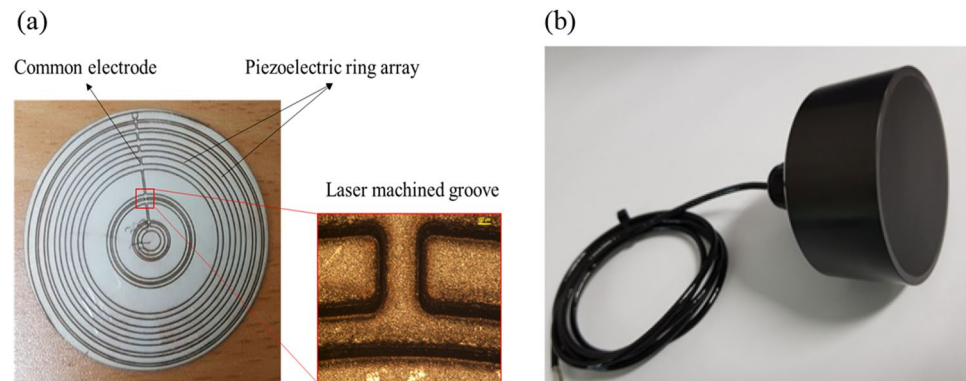 (a)
(b)
Common electrode
Piezoelectric ring array
Laser machined groove